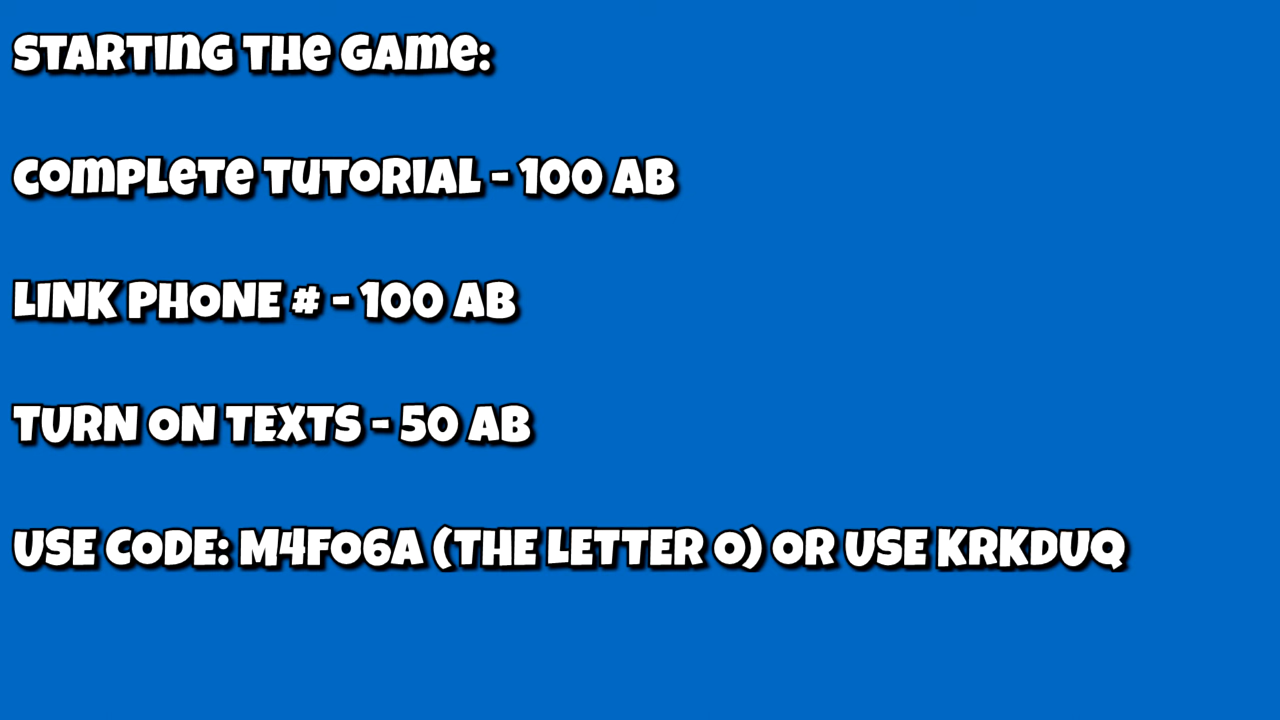 STARTING THE GAME:
COMPLETE TUTORIAL - 100 AB
LINK PHONE # - 100 AB
TURN ON TEXTS - 50 AB
USE CODE: M4FO6A (THE LETTER O) OR USE KRKDUQ